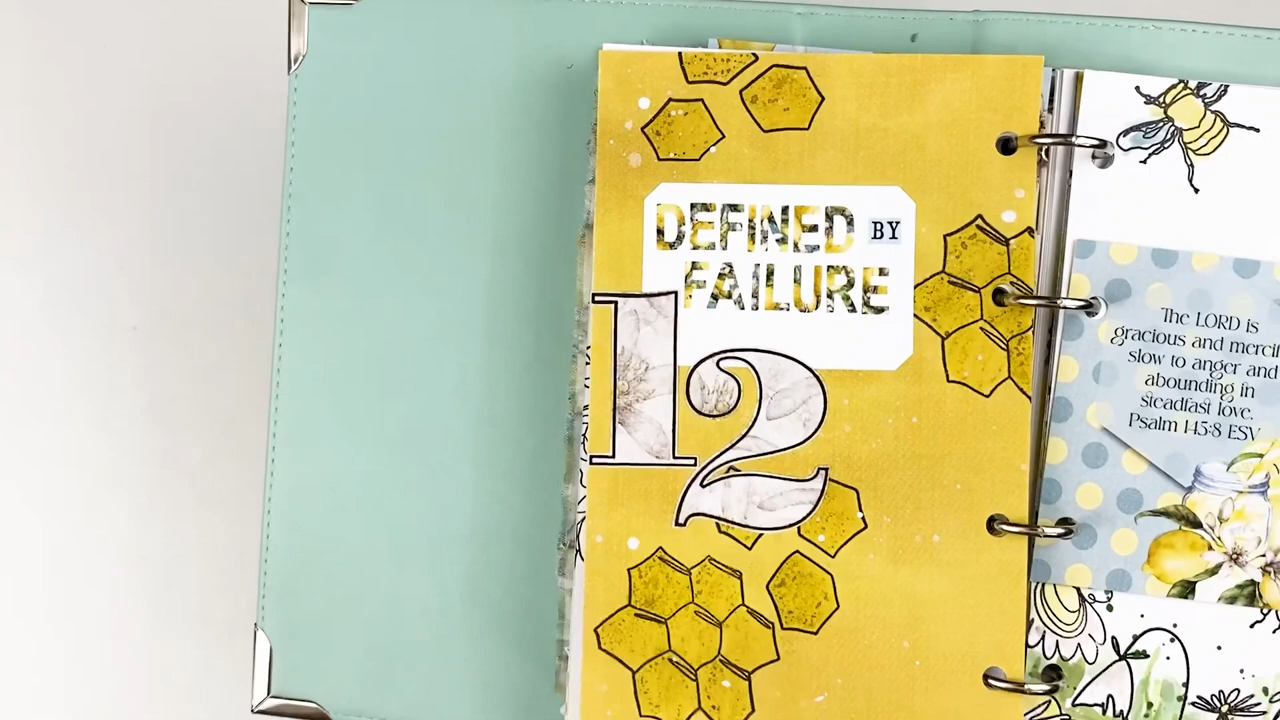 DEFINED BY
FAILURE
12
The LORD is
gracious and
slow to anger and
abounding in
steadfast love.
Psalm 145:8 ESV